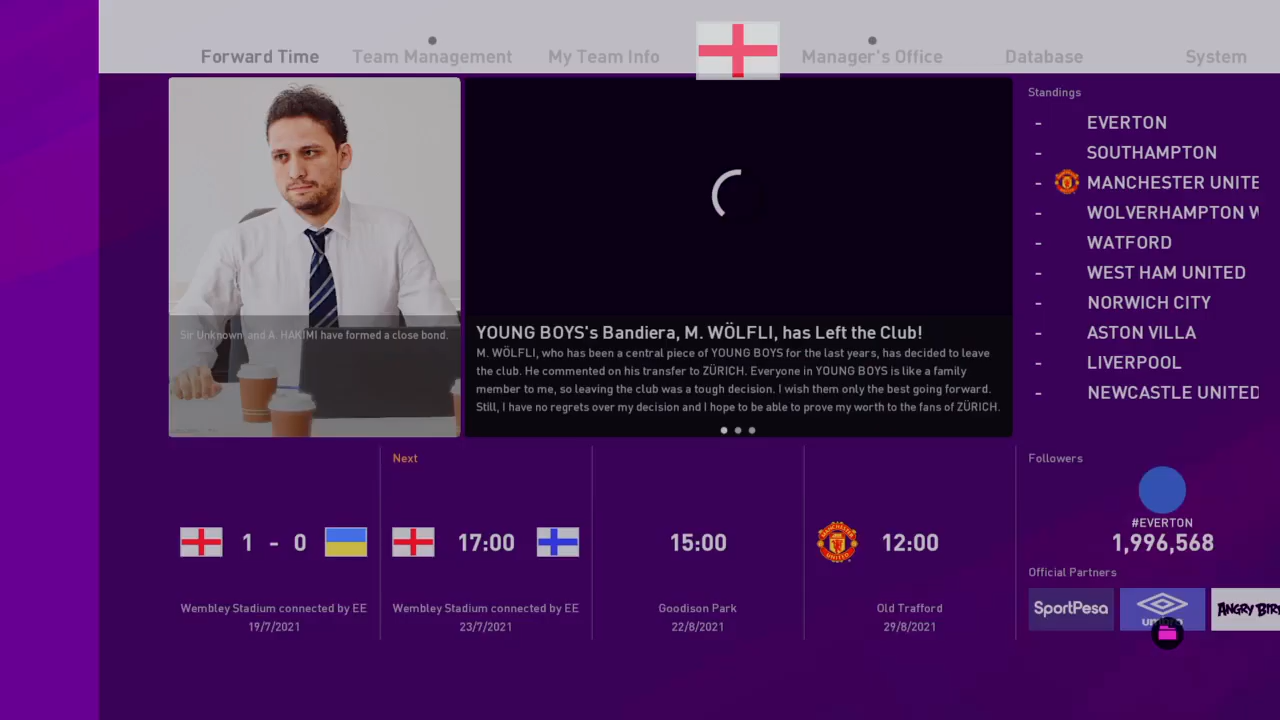 Forward Time
Team Management
My Team Info
Manager's Office
Database
System
Sir Unknown and A. HAKIMI have formed a close bond.
YOUNG BOYS's Bandiera, M. WÖLFLI, has Left the Club!
M. WÖLFLI, who has been a central piece of YOUNG BOYS for the last years, has decided to leave
the club. He commented on his transfer to ZÜRICH. Everyone in YOUNG BOYS is like a family
member to me, so leaving the club was a tough decision. I wish them only the best going forward.
Still, I have no regrets over my decision and I hope to be able to prove my worth to the fans of ZÜRICH.
Standings
- EVERTON
- SOUTHAMPTON
- MANCHESTER UNITE
- WOLVERHAMPTON W
- WATFORD
- WEST HAM UNITED
- NORWICH CITY
- ASTON VILLA
- LIVERPOOL
- NEWCASTLE UNITED
1 - 0
Wembley Stadium connected by EE
19/7/2021
Next
17:00
Wembley Stadium connected by EE
23/7/2021
15:00
Goodison Park
22/8/2021
MANCHESTER
UNITED
12:00
Old Trafford
29/8/2021
Followers
#EVERTON
1,996,568
Official Partners
SportPesa
umbro
ANGRY BIR